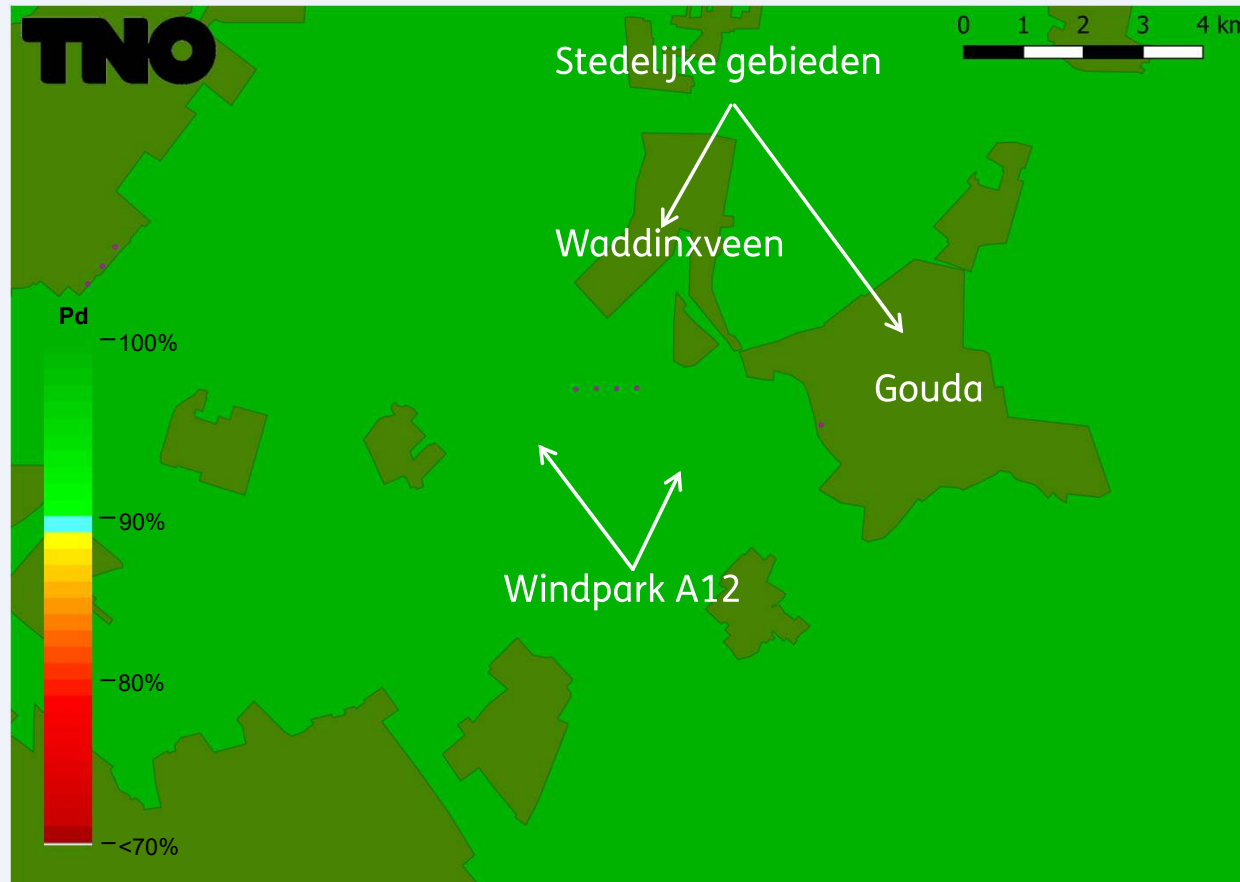 TNO
0 1 2 3 4 km
Stedelijke gebieden
Waddinxveen
Pd
100%
Gouda
90%
Windpark A12
80%
<70%